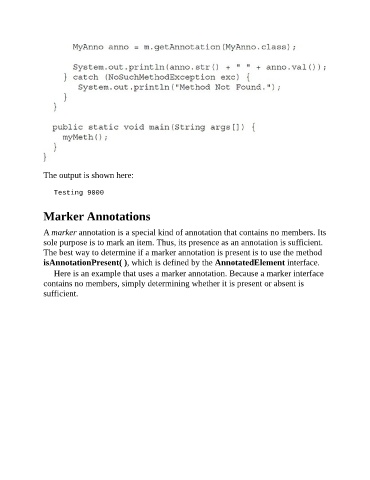 MyAnno anno = m.getAnnotation(MyAnno.class);
System.out.println(anno.str() + " " + anno.val());
} catch (NoSuchMethodException exc) {
System.out.println("Method Not Found.");
}
}
public static void main(String args[]) {
myMeth();
}
}
The output is shown here:
Testing 9000
Marker Annotations
A marker annotation is a special kind of annotation that contains no members. Its
sole purpose is to mark an item. Thus, its presence as an annotation is sufficient.
The best way to determine if a marker annotation is present is to use the method
isAnnotationPresent( ), which is defined by the AnnotatedElement interface.
Here is an example that uses a marker annotation. Because a marker interface
contains no members, simply determining whether it is present or absent is
sufficient.